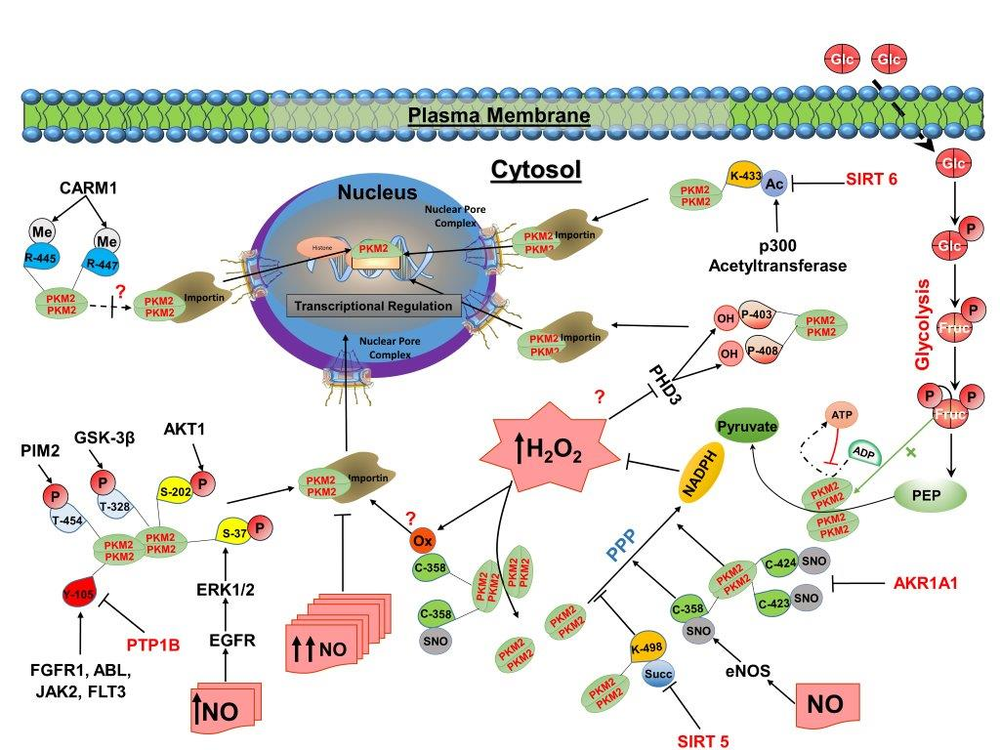 Glc Glc
Plasma Membrane
Cytosol
Glc
CARM1
Me
Me
R-445
R-447
PKM2
PKM2
?
PKM2
PKM2
Importin
Nucleus
Nuclear Pore
Complex
Histone
PKM2
Transcriptional Regulation
Nuclear Pore
Complex
PKM2
PKM2
Importin
PKM2
PKM2
Importin
PKM2
PKM2
K-433
Ac
SIRT 6
p300
Acetyltransferase
OH
P-403
OH
P-408
PKM2
PKM2
PHD3
Glycolysis
P
Glc
P
Fruc
P
P
Fruc
PEP
ATP
ADP
+
PKM2
PKM2
PKM2
PKM2
Pyruvate
NADPH
PPP
?
↑H2O2
PIM2
GSK-3β
AKT1
P
P
P
T-454
T-328
S-202
S-37
P
PKM2
PKM2
PKM2
PKM2
Y-105
PTP1B
FGFR1, ABL,
JAK2, FLT3
ERK1/2
EGFR
↑NO
PKM2
PKM2
Importin
↑↑NO
?
Ox
C-358
C-358
SNO
PKM2
PKM2
PKM2
PKM2
PKM2
PKM2
PKM2
PKM2
K-498
Succ
PKM2
PKM2
SIRT 5
C-358
SNO
PKM2
PKM2
C-424
SNO
C-423
SNO
AKR1A1
eNOS
NO